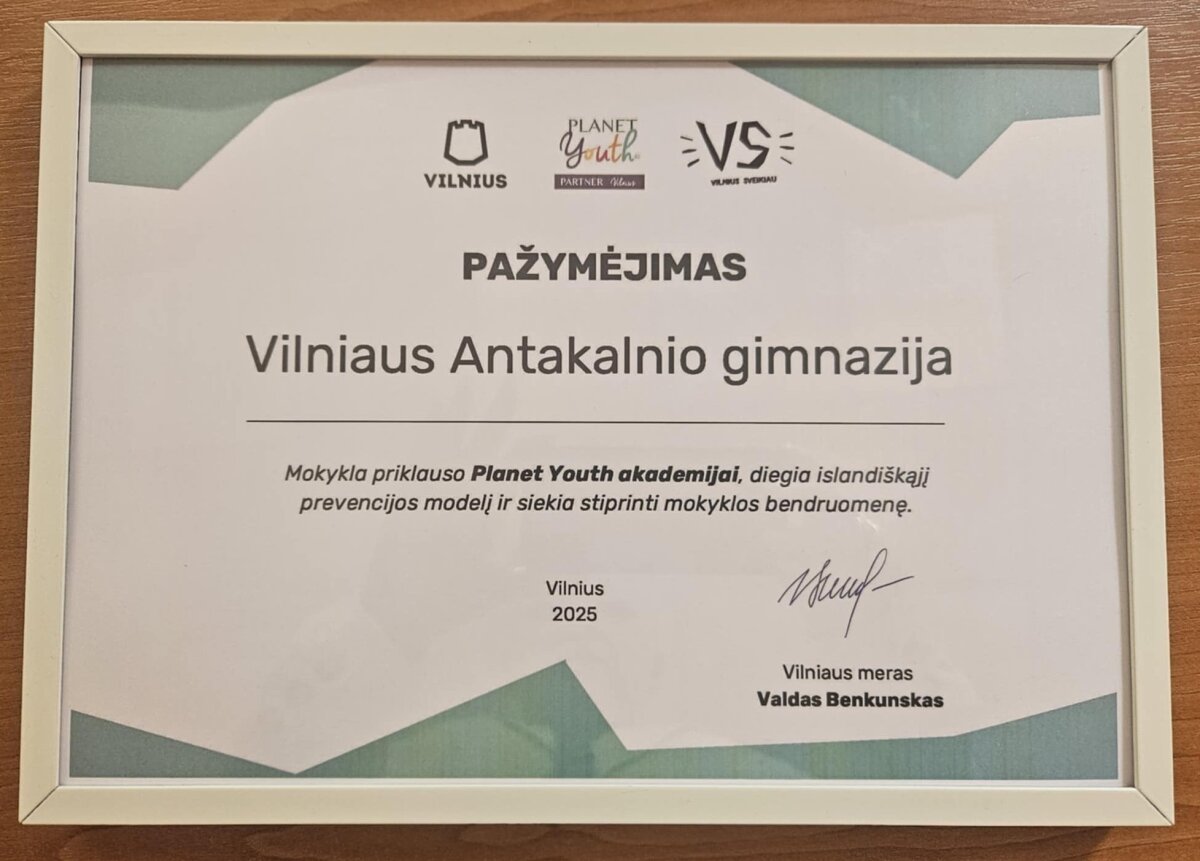 VILNIUS
PLANET
Youth
PARTNER Vilnius
VS
VILNIUS SVEIKIAU
PAŽYMĖJIMAS
Vilniaus Antakalnio gimnazija
Mokykla priklauso Planet Youth akademijai, diegia islandiškąjį
prevencijos modelį ir siekia stiprinti mokyklos bendruomenę.
Vilnius
2025
Vilniaus meras
Valdas Benkunskas